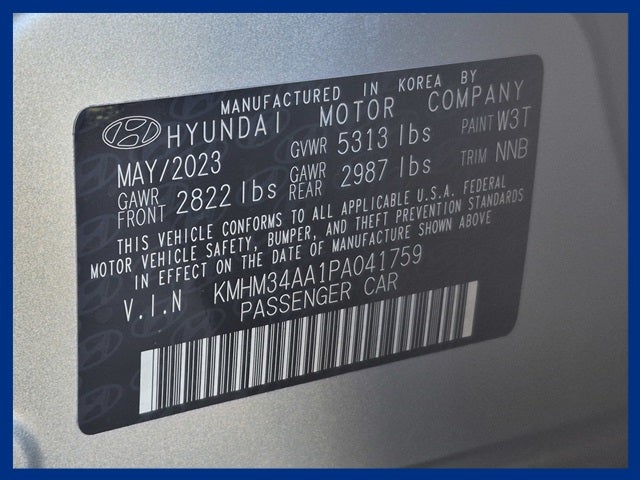 MANUFACTURED IN KOREA BY
HYUNDAI MOTOR COMPANY
MAY/2023 GVWR 5313 lbs PAINT W3T
GAWR FRONT 2822 lbs GAWR REAR 2987 lbs TRIM NNB
THIS VEHICLE CONFORMS TO ALL APPLICABLE U.S.A. FEDERAL
MOTOR VEHICLE SAFETY, BUMPER, AND THEFT PREVENTION STANDARDS
IN EFFECT ON THE DATE OF MANUFACTURE SHOWN ABOVE
V.I.N KMHM34AA1PA041759
PASSENGER CAR